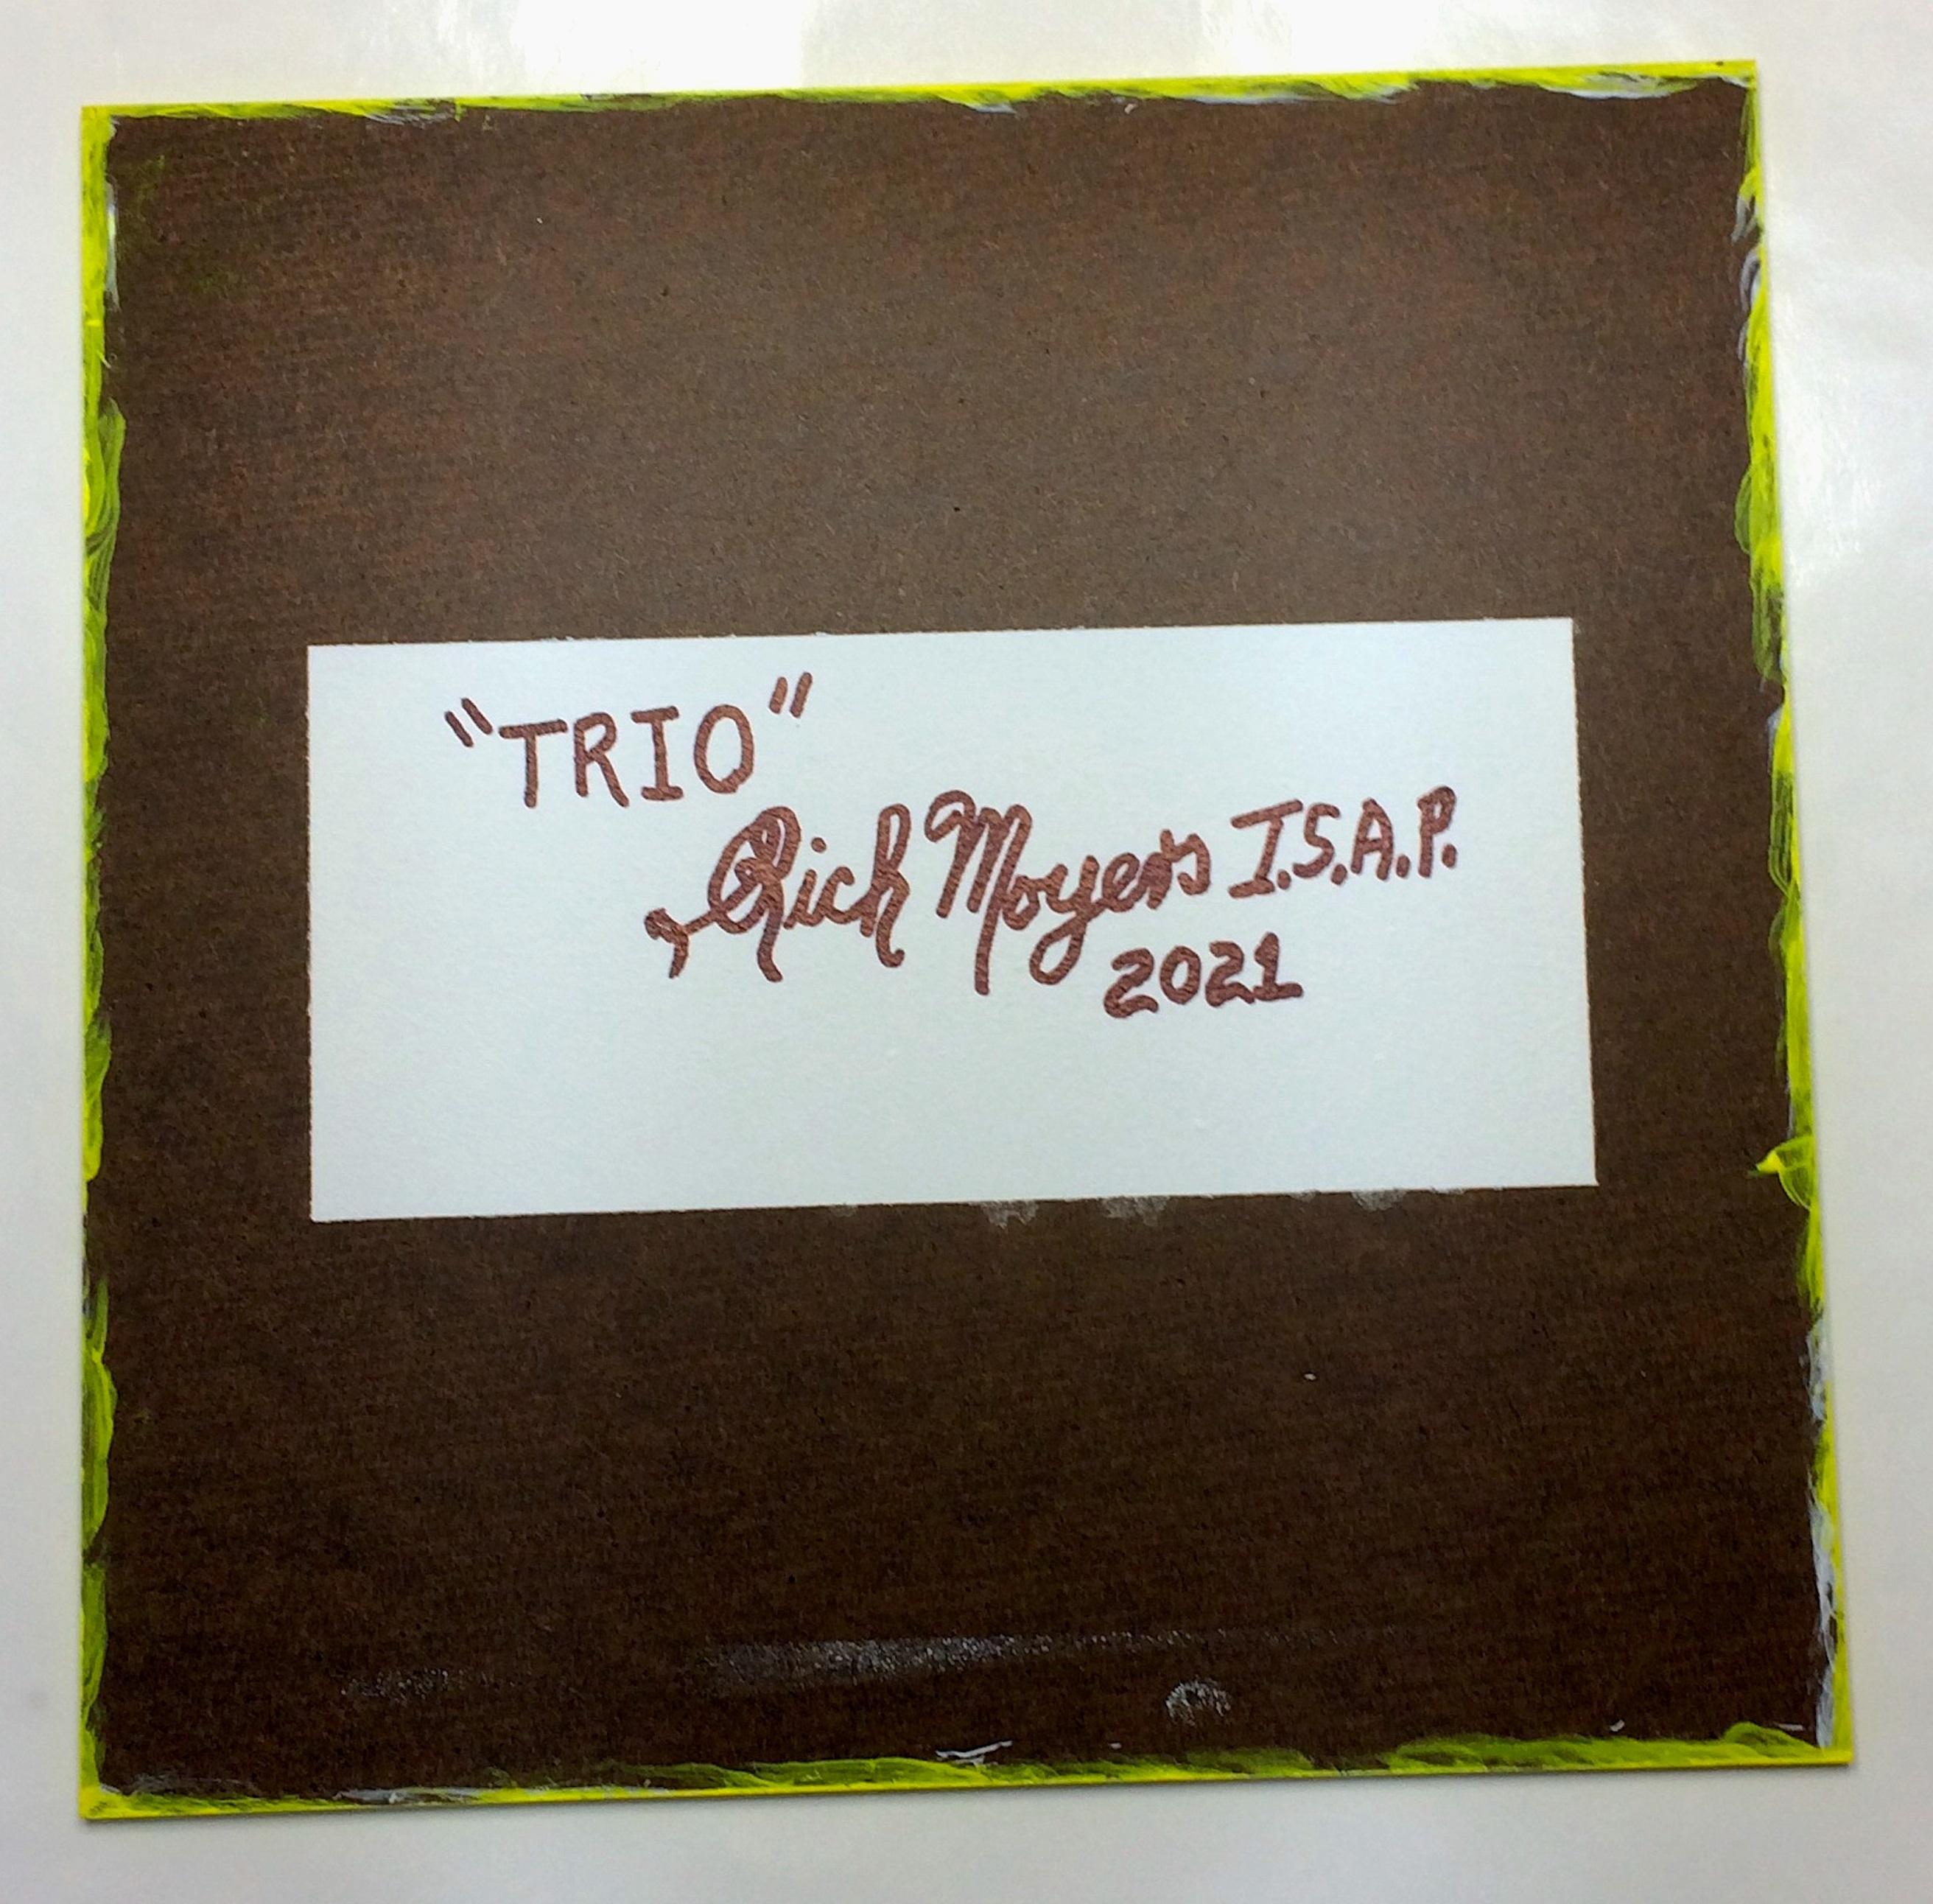 "TRIO"
Rich Moyers I.S.A.P.
2021